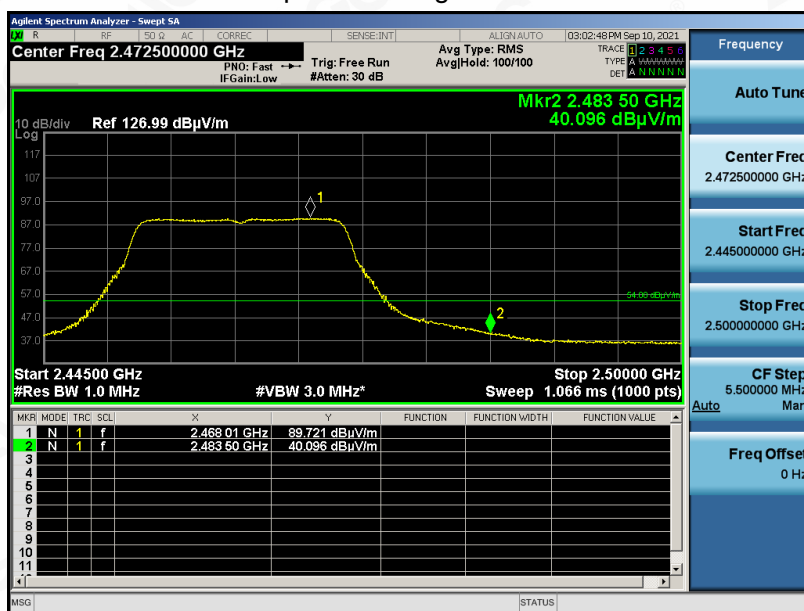 Agilent Spectrum Analyzer - Swept SA
LXI R RF 50 Ω AC CORREC SENSE:INT ALIGN AUTO 03:02:48 PM Sep 10, 2021
Center Freq 2.472500000 GHz
PNO: Fast
IFGain:Low
Trig: Free Run
#Atten: 30 dB
Avg Type: RMS
Avg|Hold: 100/100
TRACE 1 2 3 4 5 6
TYPE A
DET A N N N N N
Mkr2 2.483 50 GHz
40.096 dBµV/m
10 dB/div Ref 126.99 dBµV/m
Log
117
107
97.0
87.0
77.0
67.0
57.0
47.0
37.0
1
2
54.00 dBµV/m
Start 2.44500 GHz Stop 2.50000 GHz
#Res BW 1.0 MHz #VBW 3.0 MHz* Sweep 1.066 ms (1000 pts)
MKR MODE TRC SCL X Y FUNCTION FUNCTION WIDTH FUNCTION VALUE
1 N 1 f 2.468 01 GHz 89.721 dBµV/m
2 N 1 f 2.483 50 GHz 40.096 dBµV/m
3
4
5
6
7
8
9
10
11
MSG STATUS
Frequency
Auto Tune
Center Freq
2.472500000 GHz
Start Freq
2.445000000 GHz
Stop Freq
2.500000000 GHz
CF Step
5.500000 MHz
Auto Man
Freq Offset
0 Hz